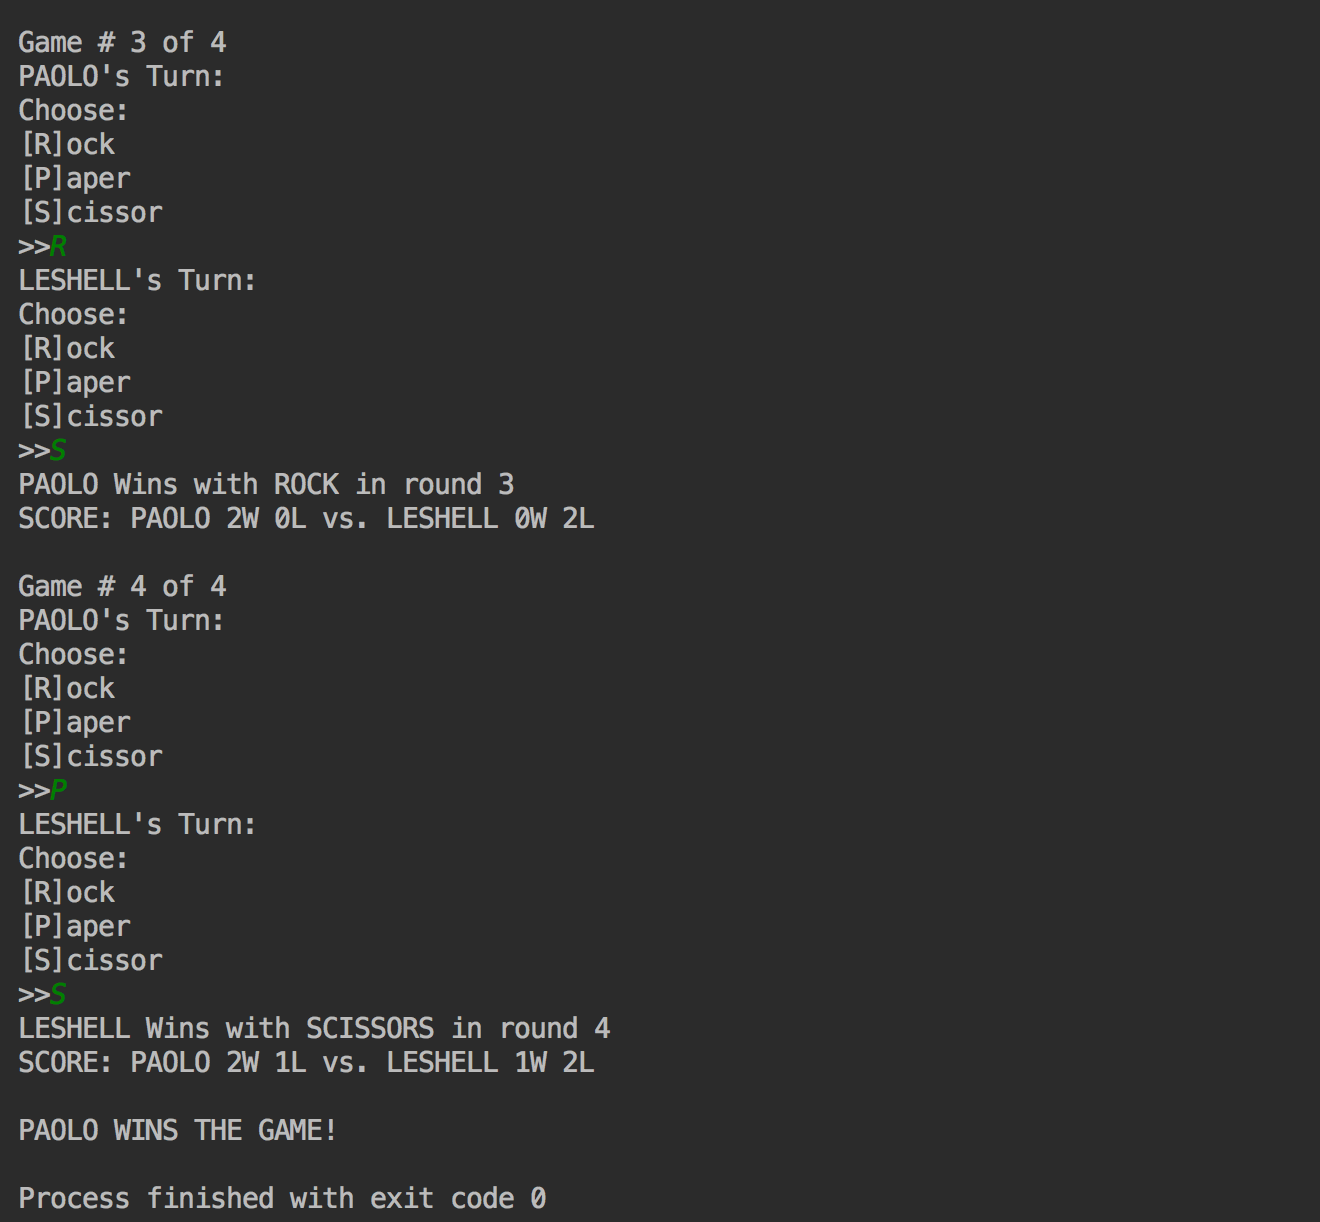 Game # 3 of 4
PAOLO's Turn:
Choose:
[R]ock
[P]aper
[S]cissor
>>R
LESHELL's Turn:
Choose:
[R]ock
[P]aper
[S]cissor
>>S
PAOLO Wins with ROCK in round 3
SCORE: PAOLO 2W 0L vs. LESHELL 0W 2L

Game # 4 of 4
PAOLO's Turn:
Choose:
[R]ock
[P]aper
[S]cissor
>>P
LESHELL's Turn:
Choose:
[R]ock
[P]aper
[S]cissor
>>S
LESHELL Wins with SCISSORS in round 4
SCORE: PAOLO 2W 1L vs. LESHELL 1W 2L

PAOLO WINS THE GAME!

Process finished with exit code 0